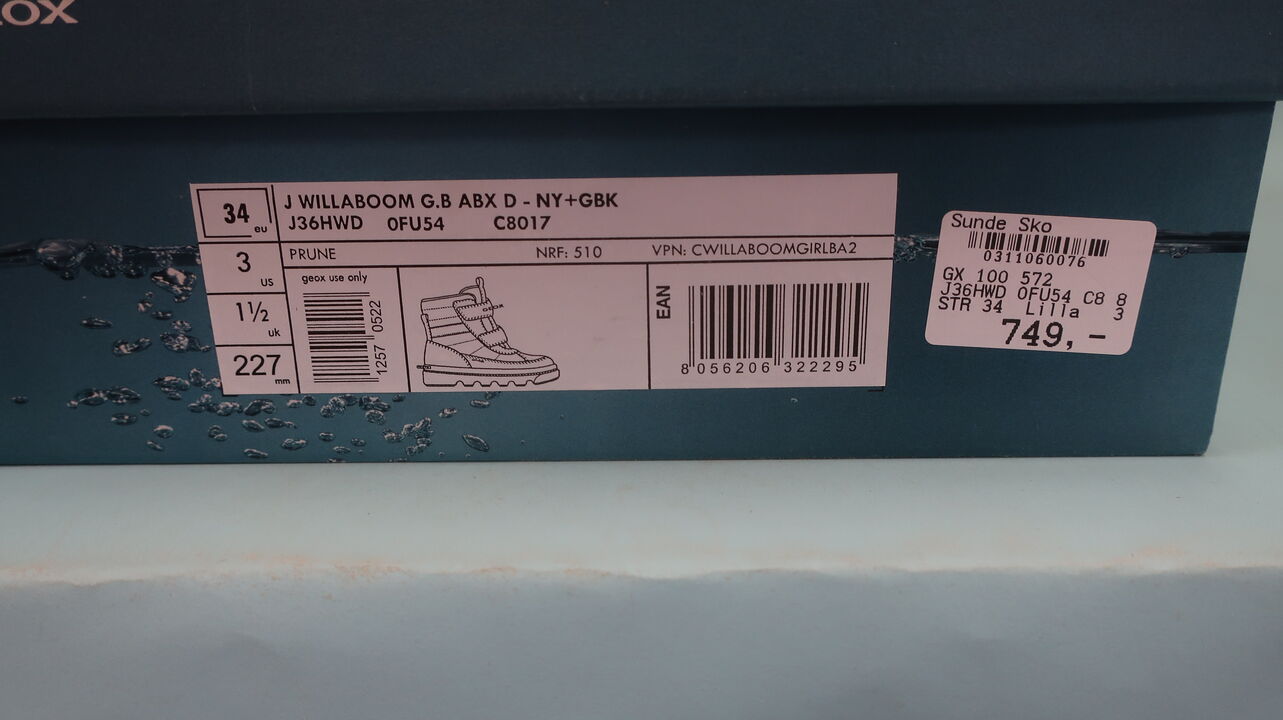 OX
34 eu
J WILLABOOM G.B ABX D - NY+GBK
J36HWD 0FU54 C8017
3 us
PRUNE NRF: 510 VPN: CWILLABOOMGIRLBA2
1½ uk
227 mm
geox use only
1257 0522
EAN
8 056206 322295
Sunde Sko
0311060076
GX 100 572
J36HWD 0FU54 C8 8
STR 34 Lilla 3
749,-